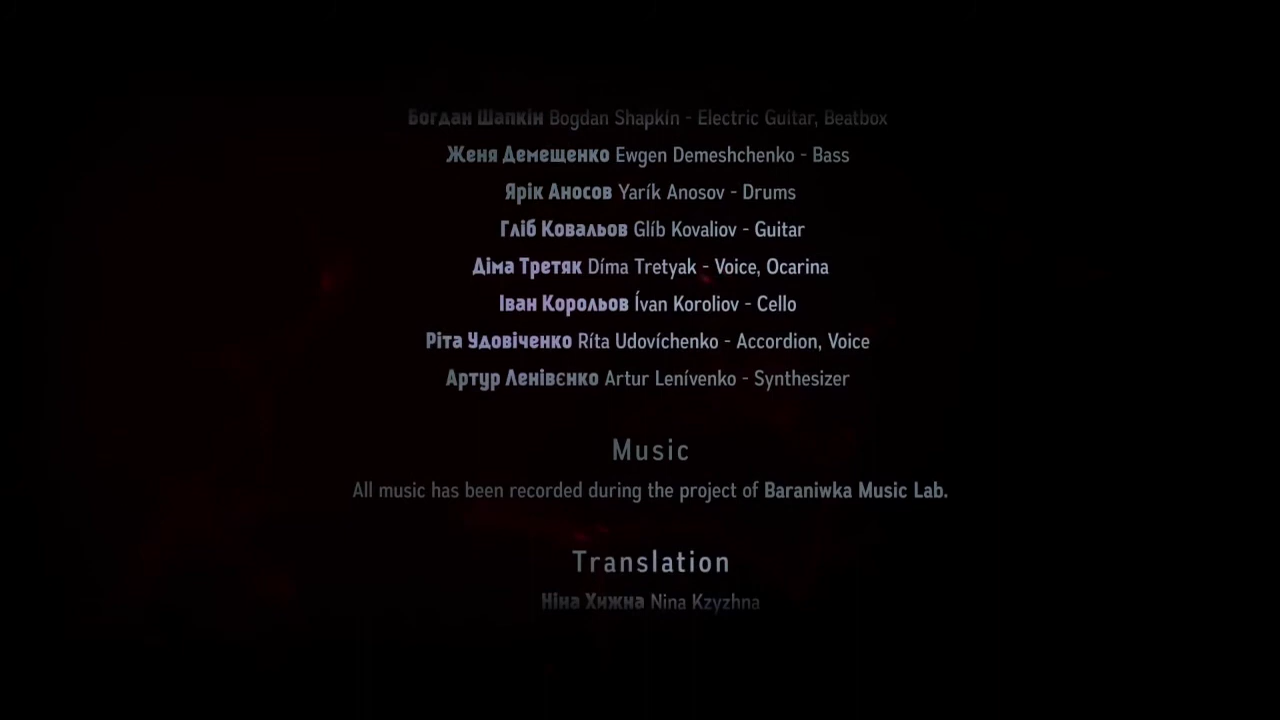 Богдан Шапкін Bogdan Shapkín - Electric Guitar, Beatbox
Женя Демещенко Ewgen Demeshchenko - Bass
Ярік Аносов Yarík Anosov - Drums
Гліб Ковальов Glíb Kovaliov - Guitar
Діма Третяк Díma Tretyak - Voice, Ocarina
Іван Корольов Ívan Koroliov - Cello
Ріта Удовіченко Ríta Udovíchenko - Accordion, Voice
Артур Ленівєнко Artur Lenívenko - Synthesizer
Music
All music has been recorded during the project of Baraniwka Music Lab.
Translation
Ніна Хижна Nina Kzyzhna